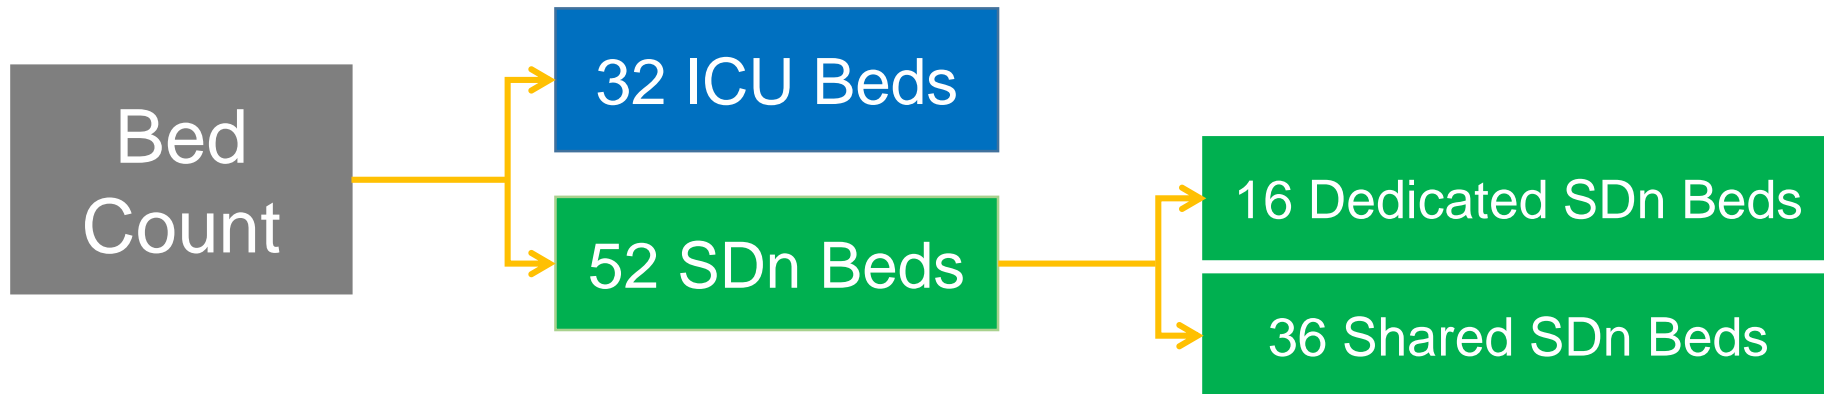 Bed
Count
32 ICU Beds
52 SDn Beds
16 Dedicated SDn Beds
36 Shared SDn Beds